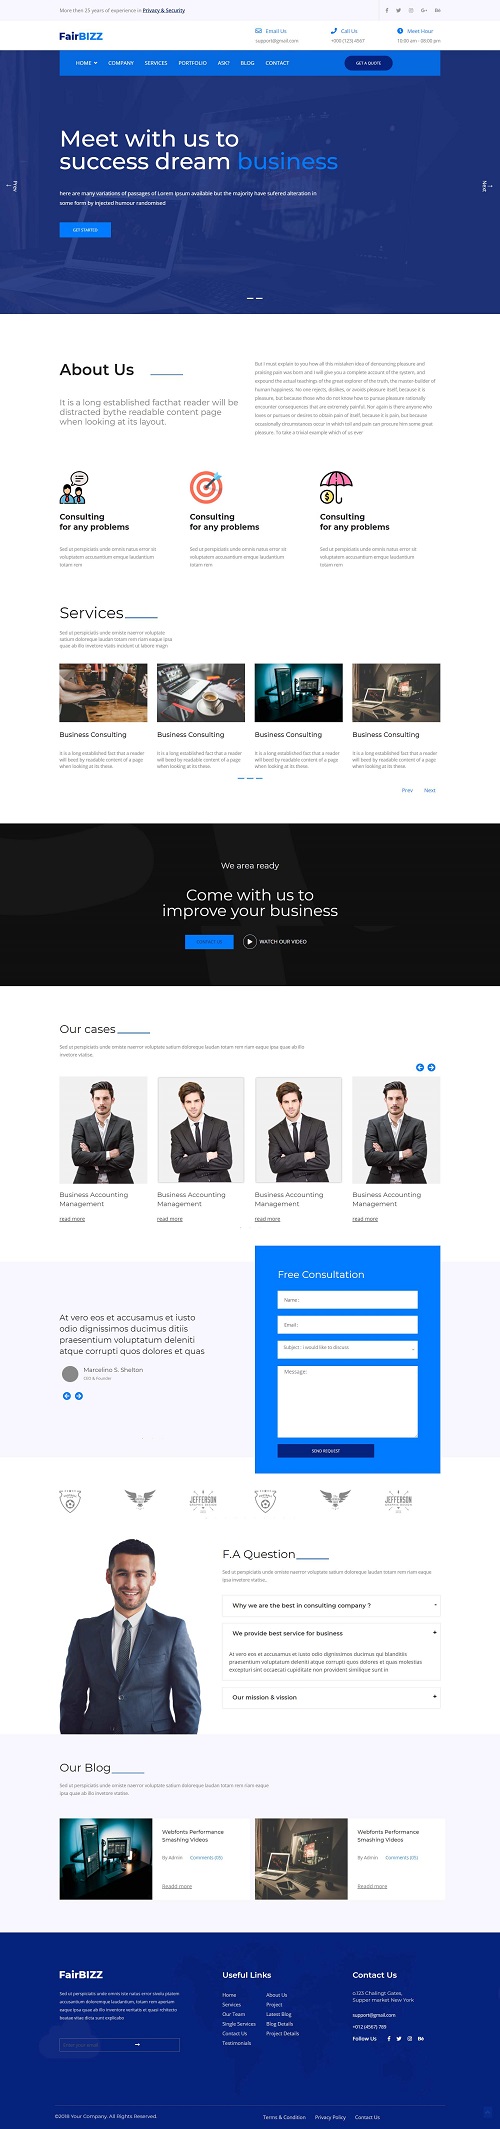 More then 25 years of experience in Privacy & Security
FairBIZZ
Email Us
support@gmail.com
Call Us
+000 (123) 4567
Meet Hour
10:00 am - 08:00 pm
HOME COMPANY SERVICES PORTFOLIO ASK? BLOG CONTACT
GET A QUOTE
Meet with us to
success dream business
here are many variations of passages of Lorem Ipsum available but the majority have sufered alteration in
some form by injected humour randomised
Prev
Next
GET STARTED
About Us
It is a long established facthat reader will be
distracted bythe readable content page
when looking at its layout.
But I must explain to you how all this mistaken idea of denouncing pleasure and
praising pain was born and I will give you a complete account of the system, and
expound the actual teachings of the great explorer of the truth, the master-builder of
human happiness. No one rejects, dislikes, or avoids pleasure itself, because it is
pleasure, but because those who do not know how to pursue pleasure rationally
encounter consequences that are extremely painful. Nor again is there anyone who
loves or pursues or desires to obtain pain of itself, because it is pain, but because
occasionally circumstances occur in which toil and pain can procure him some great
pleasure. To take a trivial example which of us ever
Consulting
for any problems
Sed ut perspiciatis unde omnis natus error sit
voluptatem accusantium emque laudantium
totam rem
Consulting
for any problems
Sed ut perspiciatis unde omnis natus error sit
voluptatem accusantium emque laudantium
totam rem
Consulting
for any problems
Sed ut perspiciatis unde omnis natus error sit
voluptatem accusantium emque laudantium
totam rem
Services
Sed ut perspiciatis unde omiste naerror voluptate
satium doloreque laudan totam rem riain eaque ipsa
quae ab illo invetore vitatis incidunt ut labore magn
Business Consulting
It is a long established fact that a reader
will beed by readable content of a page
when looking at its these.
Business Consulting
It is a long established fact that a reader
will beed by readable content of a page
when looking at its these.
Business Consulting
It is a long established fact that a reader
will beed by readable content of a page
when looking at its these.
Business Consulting
It is a long established fact that a reader
will beed by readable content of a page
when looking at its these.
Prev Next
We area ready
Come with us to
improve your business
CONTACT US
WATCH OUR VIDEO
Our cases
Sed ut perspiciatis unde omiste naerror voluptate satium doloreque laudan totam rem riain eaque ipsa quae ab illo
invetore vitatise.
Business Accounting
Management
read more
Business Accounting
Management
read more
Business Accounting
Management
read more
Business Accounting
Management
read more
At vero eos et accusamus et iusto
odio dignissimos ducimus ditiis
praesentium voluptatum deleniti
atque corrupti quos dolores et quas
Marcelino S. Shelton
CEO & Founder
Free Consultation
Name:
Email:
Subject: I would like to discuss
Message:
SEND REQUEST
JEFFERSON
JEFFERSON
F.A Question
Sed ut perspiciatis unde omiste naerror voluptate satium doloreque laudan totam rem riain eaque
ipsa invetore vitatise.
Why we are the best in consulting company ?
-
We provide best service for business
+
At vero eos et accusamus et iusto odio dignissimos ducimus qui blanditiis
praesentium voluptatum deleniti atque corrupti quos dolores et quas molestias
excepturi sint occaecati cupiditate non provident similique sunt in
Our mission & vission
+
Our Blog
Sed ut perspiciatis unde omiste naerror voluptate satium doloreque laudan totam rem riain eaque
ipsa quae ab illo invetore vitatise.
Webfonts Performance
Smashing Videos
By Admin Comments (05)
Readd more
Webfonts Performance
Smashing Videos
By Admin Comments (05)
Readd more
FairBIZZ
Sed ut perspiciatis unde omnis iste natus error sivolu ptatem
accusantium doloremque laudantium, totam rem aperiam
eaque ipsa quae ab illo inventore veritatis et quasi rchitecto
beatae vitae dicta sunt explicabo
Enter your email
Useful Links
Home
Services
Our Team
Single Services
Contact Us
Testimonials
About Us
Project
Latest Blog
Blog Details
Project Details
Contact Us
o.123 Chalingt Gates,
Supper market New York
support@gmail.com
+012 (4567) 789
Follow Us
©2018 Your Company. All Rights Reserved.
Terms & Condition Privacy Policy Contact Us